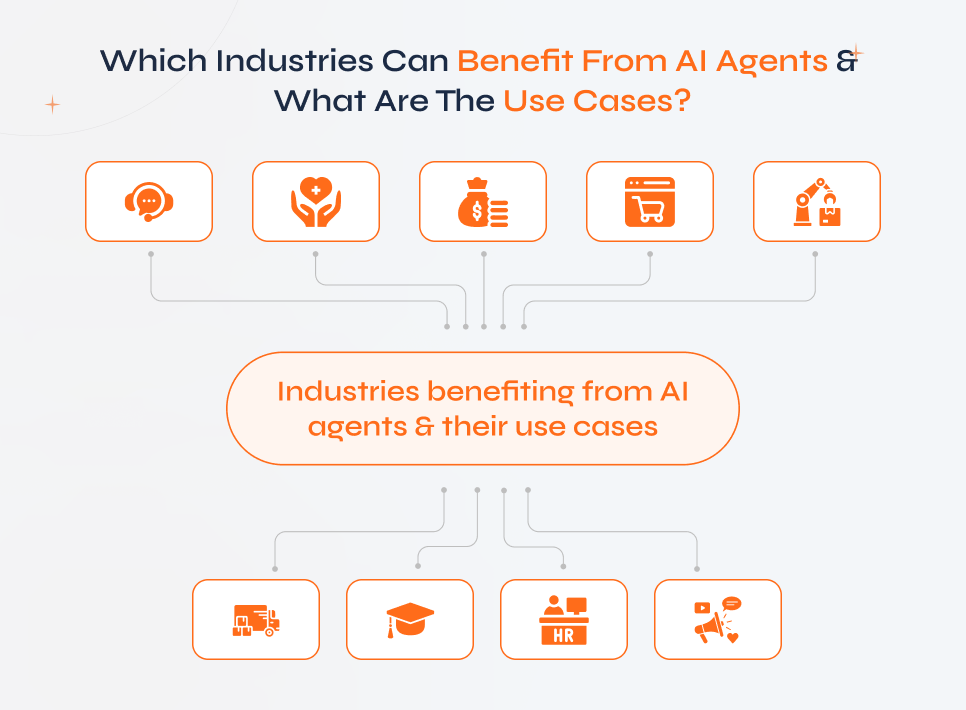 Which Industries Can Benefit From AI Agents &
What Are The Use Cases?
$
Industries benefiting from AI
agents & their use cases
HR